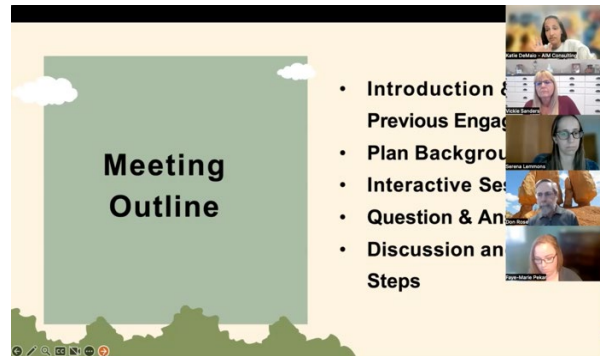 Meeting
Outline
• Introduction &
Previous Engag
• Plan Backgrou
• Interactive Ses
• Question & An
• Discussion an
Steps
Katie DeMaio - AIM Consulting
Vickie Sanders
Serena Lemmons
Don Rose
Faye-Marie Pekar